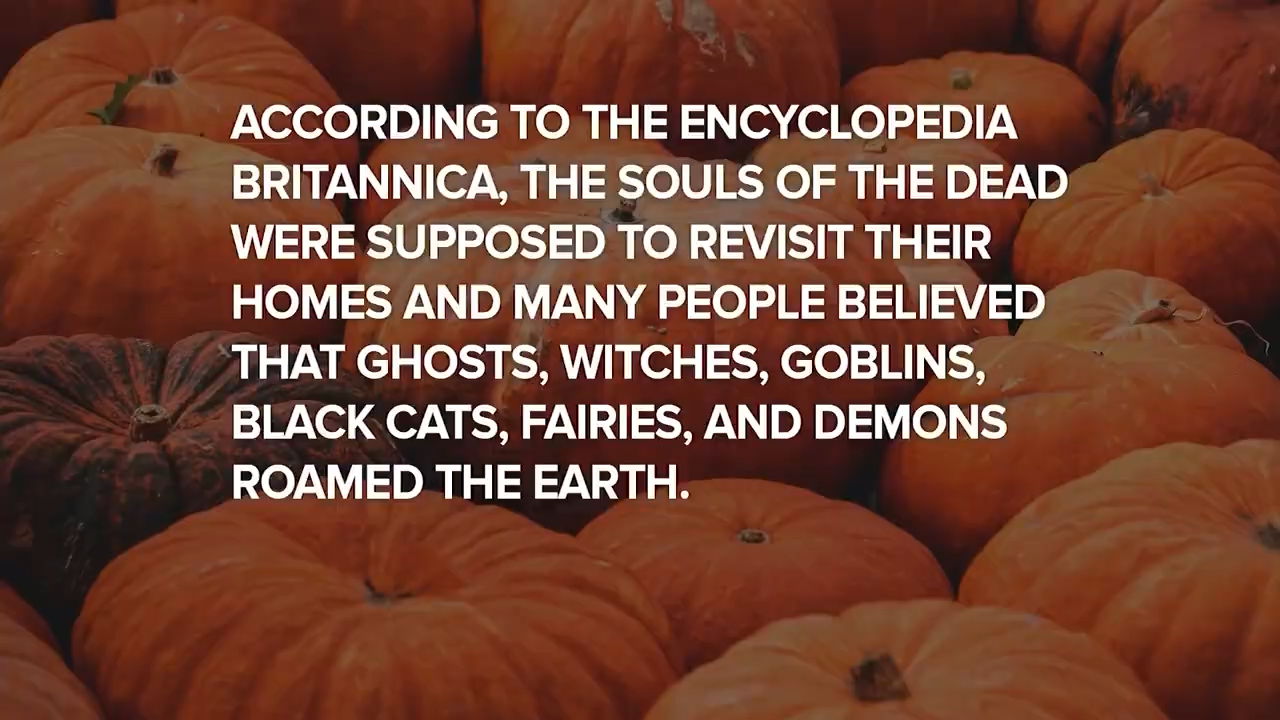 ACCORDING TO THE ENCYCLOPEDIA
BRITANNICA, THE SOULS OF THE DEAD
WERE SUPPOSED TO REVISIT THEIR
HOMES AND MANY PEOPLE BELIEVED
THAT GHOSTS, WITCHES, GOBLINS,
BLACK CATS, FAIRIES, AND DEMONS
ROAMED THE EARTH.